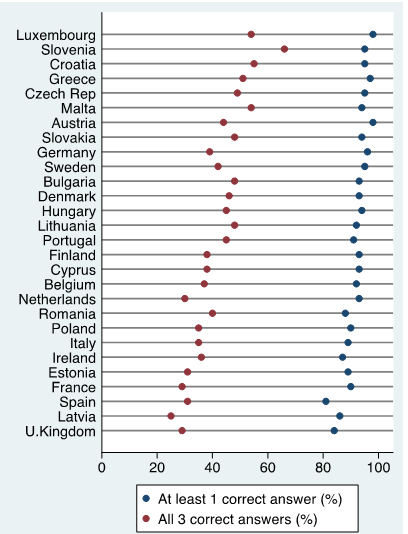 Luxembourg
Slovenia
Croatia
Greece
Czech Rep
Malta
Austria
Slovakia
Germany
Sweden
Bulgaria
Denmark
Hungary
Lithuania
Portugal
Finland
Cyprus
Belgium
Netherlands
Romania
Poland
Italy
Ireland
Estonia
France
Spain
Latvia
U.Kingdom
0 20 40 60 80 100
At least 1 correct answer (%)
All 3 correct answers (%)